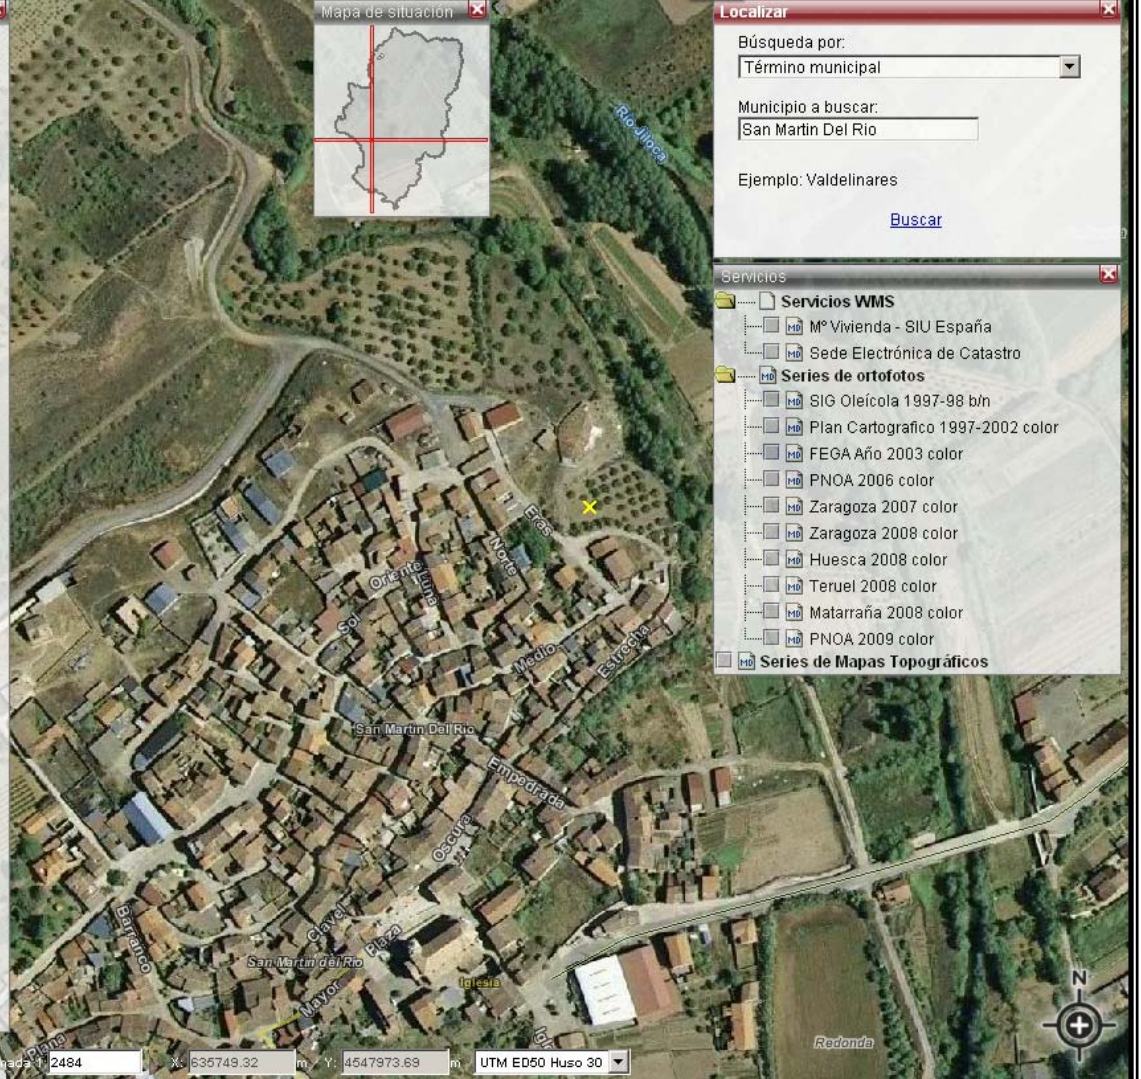 Mapa de situación
Localizar
Búsqueda por:
Término municipal
Municipio a buscar:
San Martin Del Rio
Ejemplo: Valdelinares
Buscar
Servicios
Servicios WMS
Mº Vivienda - SIU España
Sede Electrónica de Catastro
Series de ortofotos
SIG Oleícola 1997-98 b/n
Plan Cartografico 1997-2002 color
FEGA Año 2003 color
PNOA 2006 color
Zaragoza 2007 color
Zaragoza 2008 color
Huesca 2008 color
Teruel 2008 color
Matarraña 2008 color
PNOA 2009 color
Series de Mapas Topográficos
Río Jiloca
Eras
Norte
Oriente
Luna
Sol
Medio
Estrecha
San Martin Del Rio
Empedrada
Oscura
Clavel
Plaza
Barranco
San Martín del Río
Iglesia
Mayor
Plana
N
Redonda
2484
X: 635749.32 m
Y: 4547973.69 m
UTM ED50 Huso 30